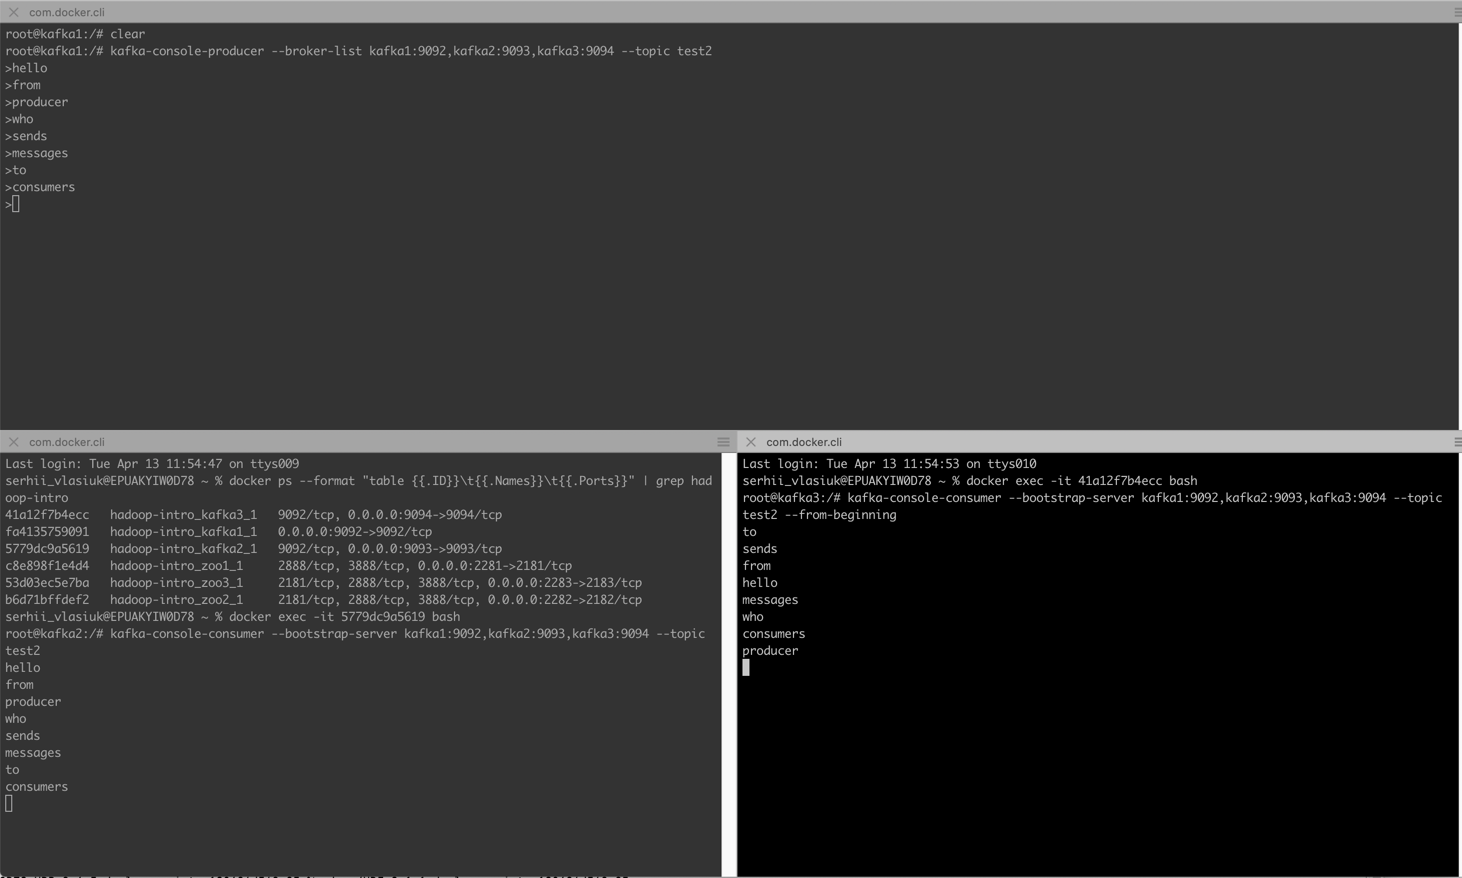 com.docker.cli
root@kafka1:/# clear
root@kafka1:/# kafka-console-producer --broker-list kafka1:9092,kafka2:9093,kafka3:9094 --topic test2
>hello
>from
>producer
>who
>sends
>messages
>to
>consumers
>
com.docker.cli
Last login: Tue Apr 13 11:54:47 on ttys009
serhii_vlasiuk@EPUAKYIW0D78 ~ % docker ps --format "table {{.ID}}\t{{.Names}}\t{{.Ports}}" | grep had
oop-intro
41a12f7b4ecc   hadoop-intro_kafka3_1   9092/tcp, 0.0.0.0:9094->9094/tcp
fa4135759091   hadoop-intro_kafka1_1   0.0.0.0:9092->9092/tcp
5779dc9a5619   hadoop-intro_kafka2_1   9092/tcp, 0.0.0.0:9093->9093/tcp
c8e898f1e4d4   hadoop-intro_zoo1_1     2888/tcp, 3888/tcp, 0.0.0.0:2281->2181/tcp
53d03ec5e7ba   hadoop-intro_zoo3_1     2181/tcp, 2888/tcp, 3888/tcp, 0.0.0.0:2283->2183/tcp
b6d71bffdef2   hadoop-intro_zoo2_1     2181/tcp, 2888/tcp, 3888/tcp, 0.0.0.0:2282->2182/tcp
serhii_vlasiuk@EPUAKYIW0D78 ~ % docker exec -it 5779dc9a5619 bash
root@kafka2:/# kafka-console-consumer --bootstrap-server kafka1:9092,kafka2:9093,kafka3:9094 --topic
test2
hello
from
producer
who
sends
messages
to
consumers
com.docker.cli
Last login: Tue Apr 13 11:54:53 on ttys010
serhii_vlasiuk@EPUAKYIW0D78 ~ % docker exec -it 41a12f7b4ecc bash
root@kafka3:/# kafka-console-consumer --bootstrap-server kafka1:9092,kafka2:9093,kafka3:9094 --topic
test2 --from-beginning
to
sends
from
hello
messages
who
consumers
producer